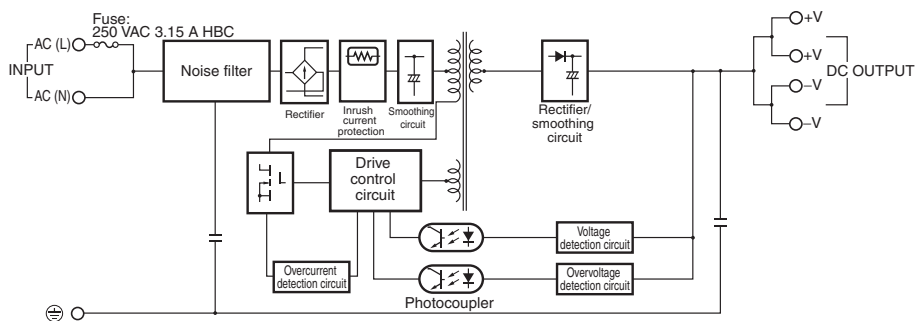 Fuse:
250 VAC 3.15 A HBC
AC (L)
INPUT
AC (N)
Noise filter
Rectifier
Inrush
current
protection
Smoothing
circuit
Rectifier/
smoothing
circuit
+V
+V
DC OUTPUT
–V
–V
Drive
control
circuit
Voltage
detection circuit
Overcurrent
detection circuit
Overvoltage
detection circuit
Photocoupler